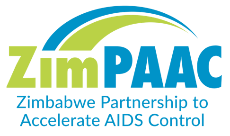 ZimPAAC
Zimbabwe Partnership to
Accelerate AIDS Control